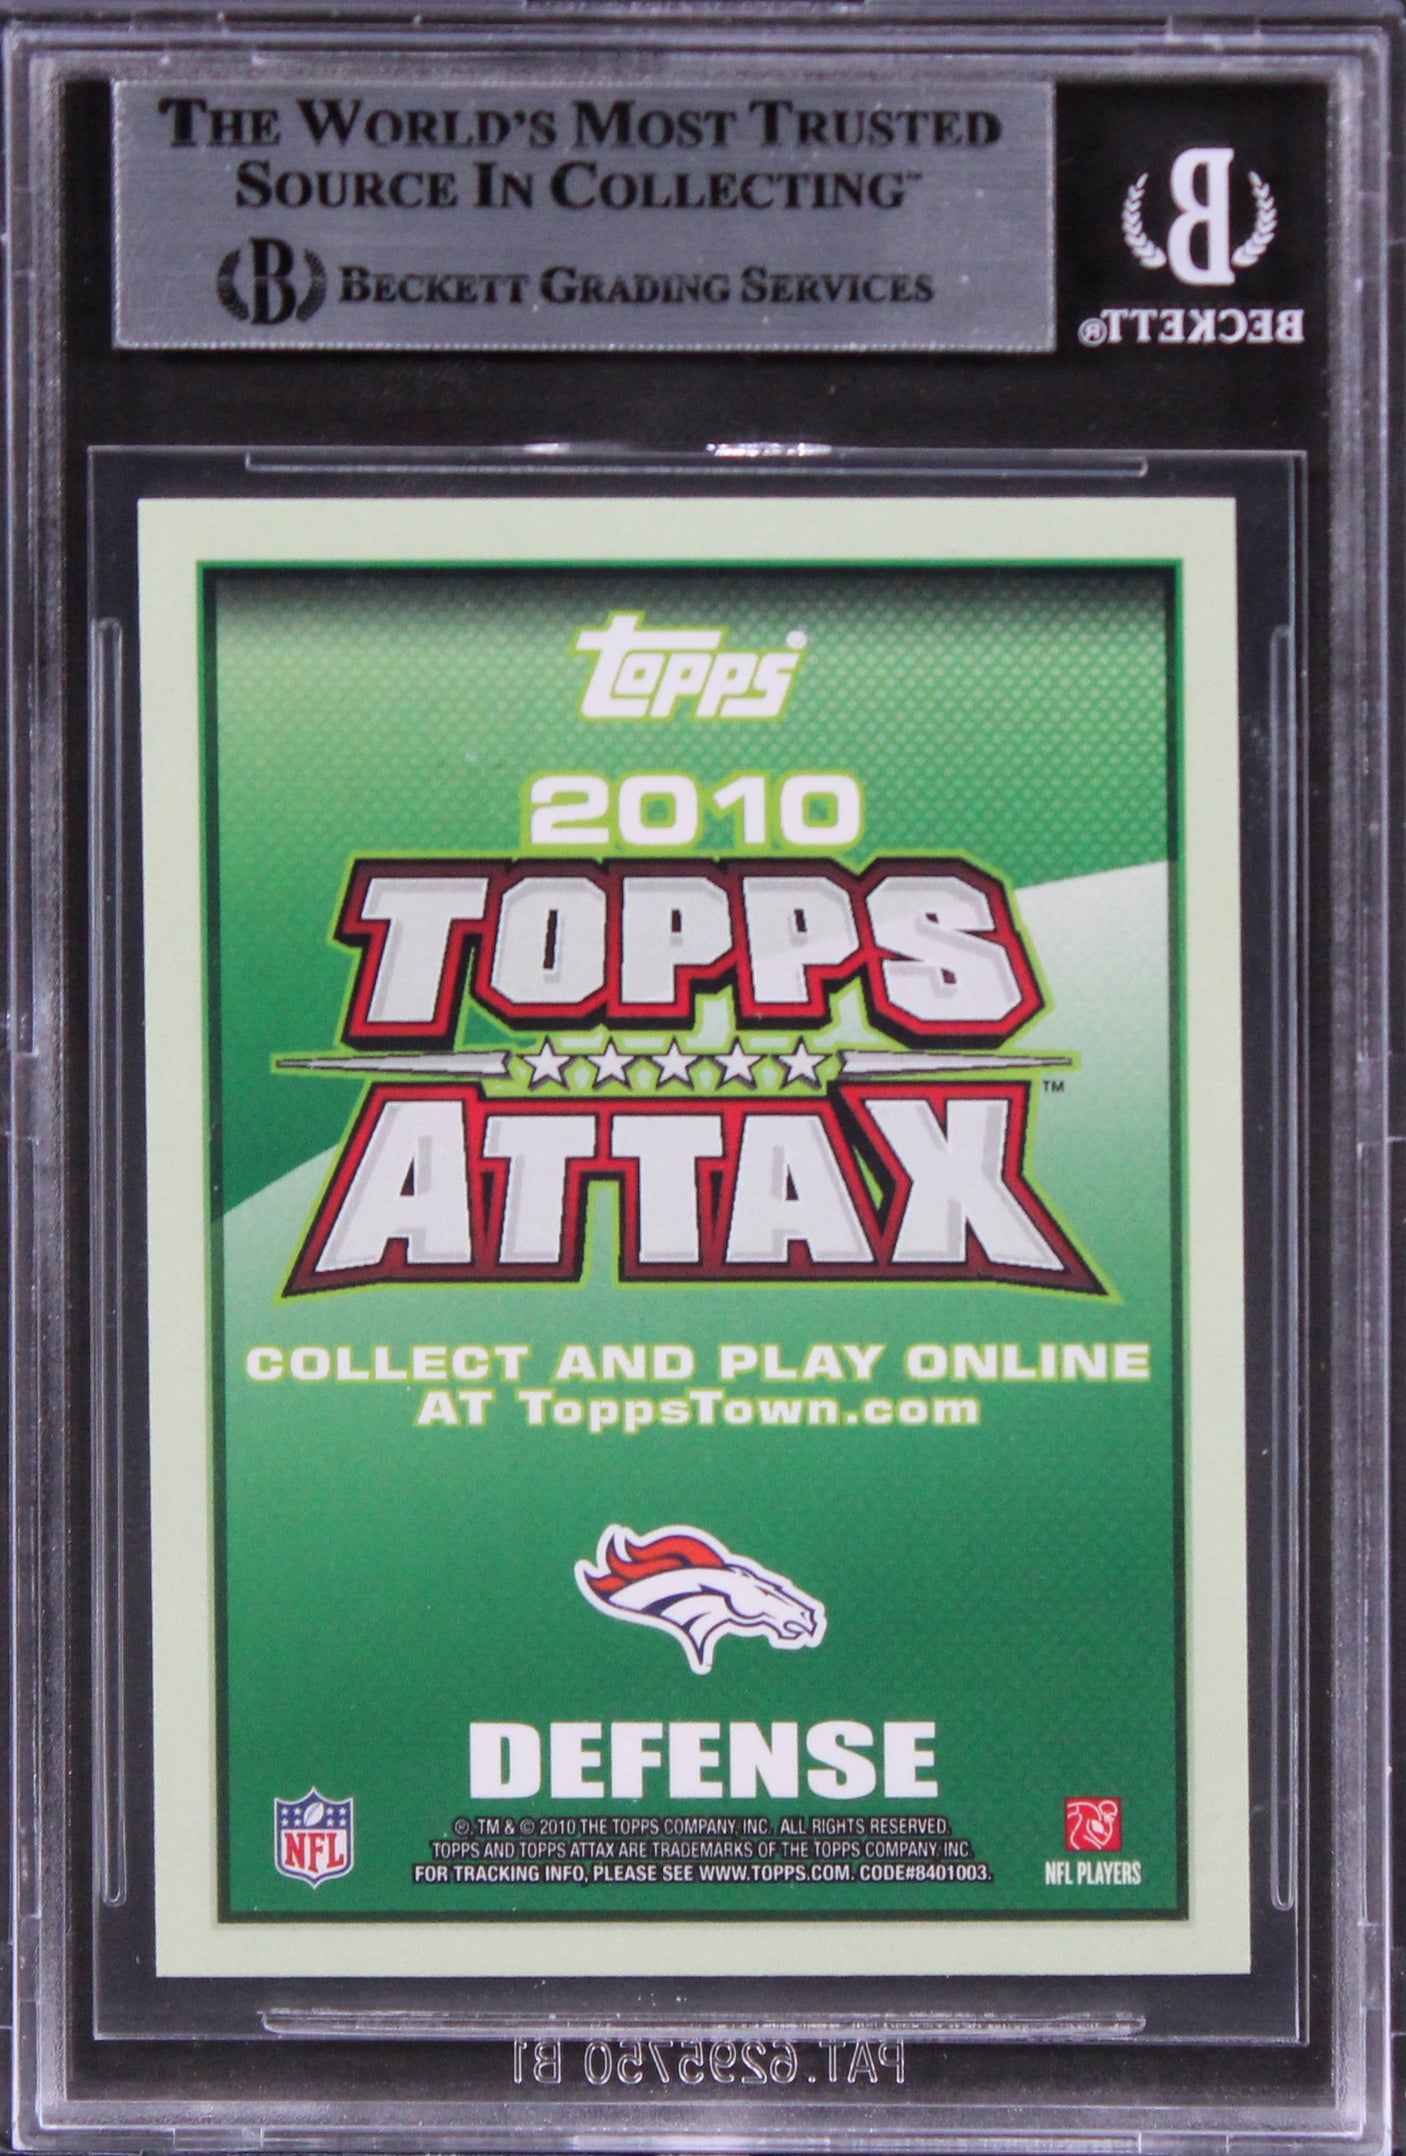 THE WORLD'S MOST TRUSTED
SOURCE IN COLLECTING™
B BECKETT GRADING SERVICES
B
BECKETT®
topps®
2010
TOPPS
ATTAX™
COLLECT AND PLAY ONLINE
AT ToppsTown.com
DEFENSE
®, TM & © 2010 THE TOPPS COMPANY, INC. ALL RIGHTS RESERVED.
TOPPS AND TOPPS ATTAX ARE TRADEMARKS OF THE TOPPS COMPANY, INC.
FOR TRACKING INFO, PLEASE SEE WWW.TOPPS.COM. CODE#8401003.
NFL
NFL PLAYERS
PAT.6295750 B1